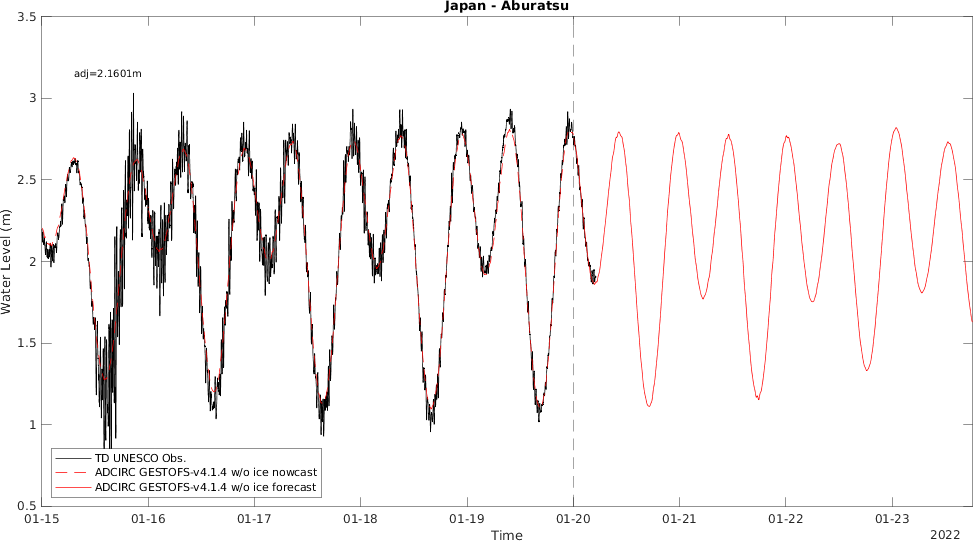 Japan - Aburatsu
adj=2.1601m
Water Level (m)
3.5
3
2.5
2
1.5
1
0.5
TD UNESCO Obs.
ADCIRC GESTOFS-v4.1.4 w/o ice nowcast
ADCIRC GESTOFS-v4.1.4 w/o ice forecast
01-15 01-16 01-17 01-18 01-19 01-20 01-21 01-22 01-23
Time
2022